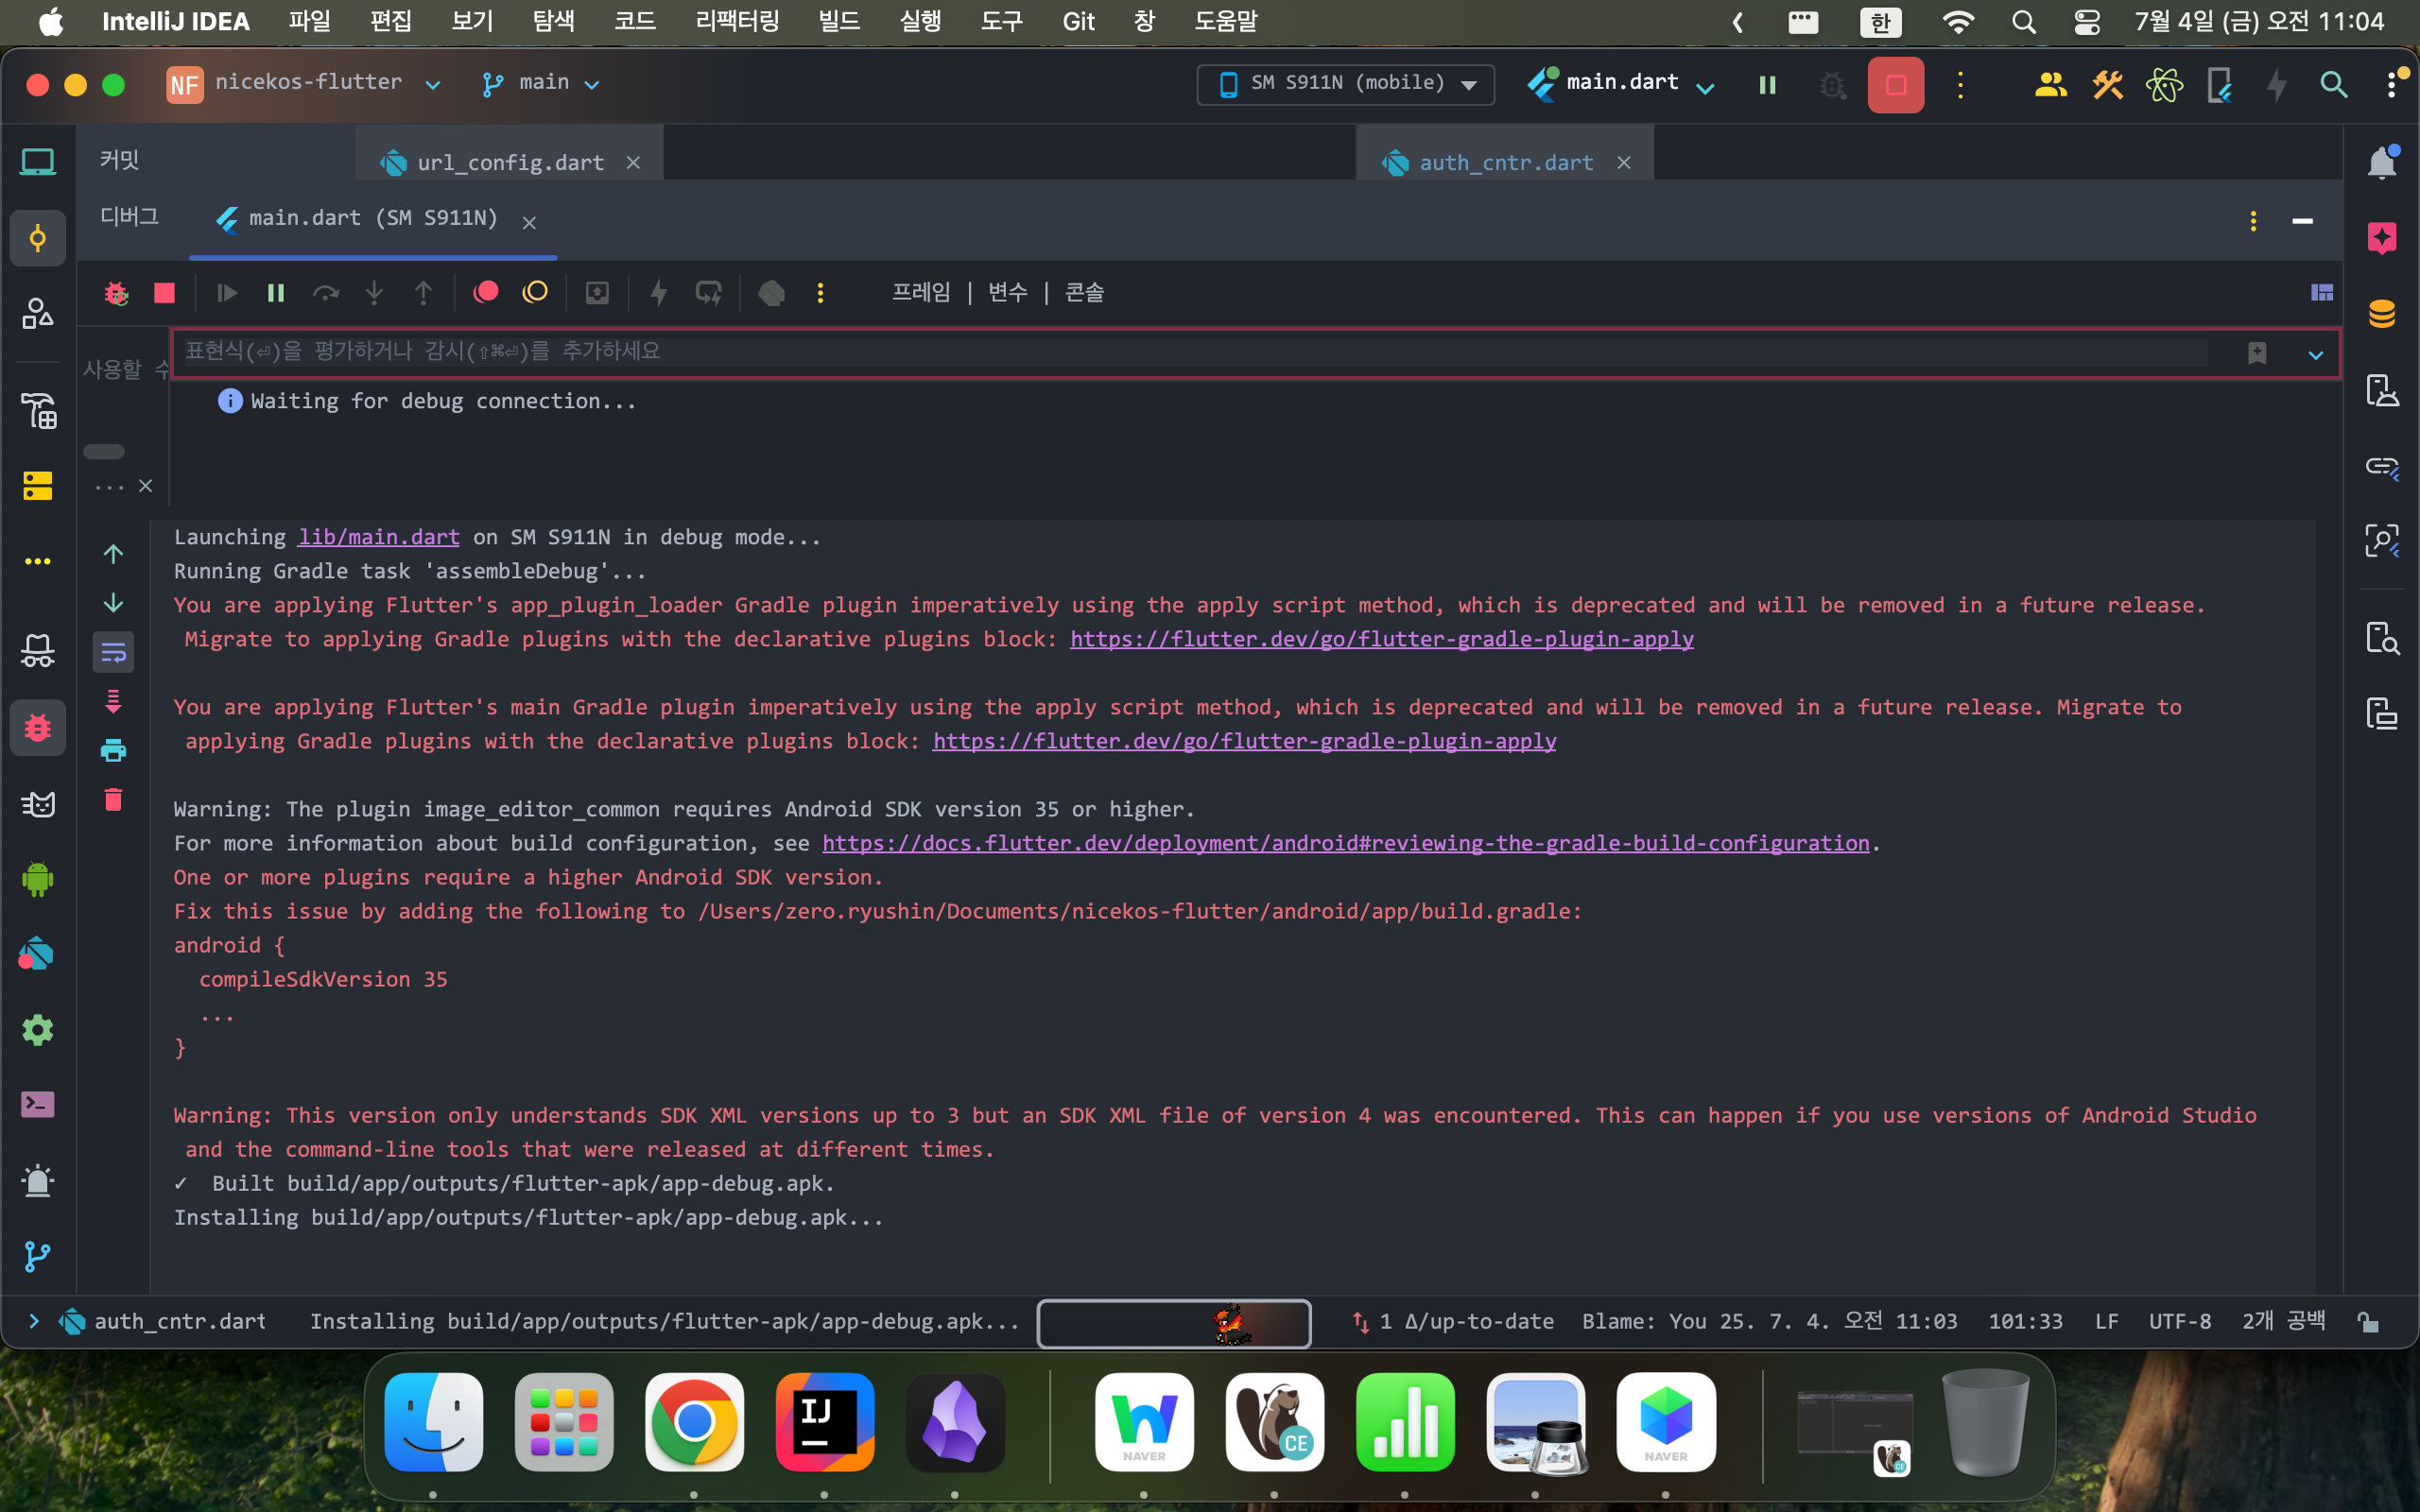 IntelliJ IDEA 파일 편집 보기 탐색 코드 리팩터링 빌드 실행 도구 Git 창 도움말 한 7월 4일 (금) 오전 11:04
NF nicekos-flutter main SM S911N (mobile) main.dart
커밋 url_config.dart auth_cntr.dart
디버그 main.dart (SM S911N)
프레임 | 변수 | 콘솔
사용할 수
표현식(⏎)을 평가하거나 감시(⇧⌘⏎)를 추가하세요
Waiting for debug connection...
...
Launching lib/main.dart on SM S911N in debug mode...
Running Gradle task 'assembleDebug'...
You are applying Flutter's app_plugin_loader Gradle plugin imperatively using the apply script method, which is deprecated and will be removed in a future release.
Migrate to applying Gradle plugins with the declarative plugins block: https://flutter.dev/go/flutter-gradle-plugin-apply
You are applying Flutter's main Gradle plugin imperatively using the apply script method, which is deprecated and will be removed in a future release. Migrate to
applying Gradle plugins with the declarative plugins block: https://flutter.dev/go/flutter-gradle-plugin-apply
Warning: The plugin image_editor_common requires Android SDK version 35 or higher.
For more information about build configuration, see https://docs.flutter.dev/deployment/android#reviewing-the-gradle-build-configuration.
One or more plugins require a higher Android SDK version.
Fix this issue by adding the following to /Users/zero.ryushin/Documents/nicekos-flutter/android/app/build.gradle:
android {
compileSdkVersion 35
...
}
Warning: This version only understands SDK XML versions up to 3 but an SDK XML file of version 4 was encountered. This can happen if you use versions of Android Studio
and the command-line tools that were released at different times.
✓ Built build/app/outputs/flutter-apk/app-debug.apk.
Installing build/app/outputs/flutter-apk/app-debug.apk...
auth_cntr.dart Installing build/app/outputs/flutter-apk/app-debug.apk... 1 Δ/up-to-date Blame: You 25. 7. 4. 오전 11:03 101:33 LF UTF-8 2개 공백
IJ NAVER CE NAVER